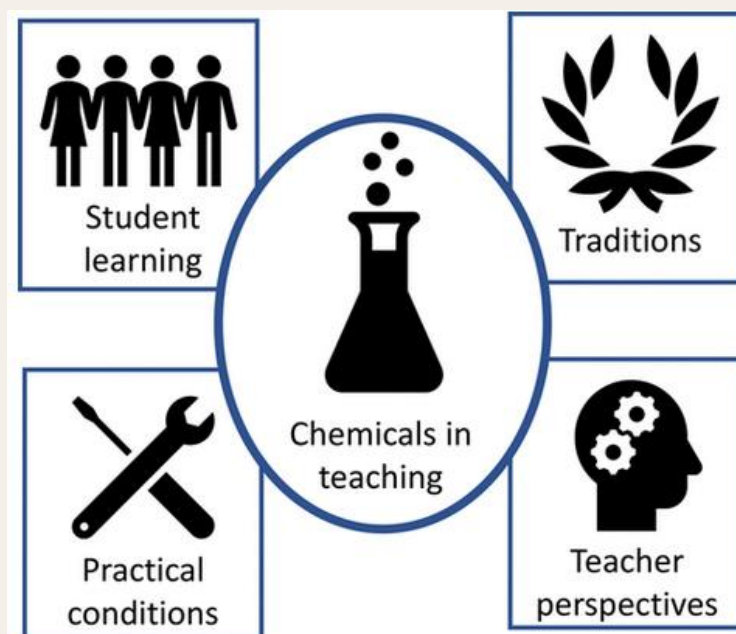 Student
learning
Traditions
Chemicals in
teaching
Practical
conditions
Teacher
perspectives